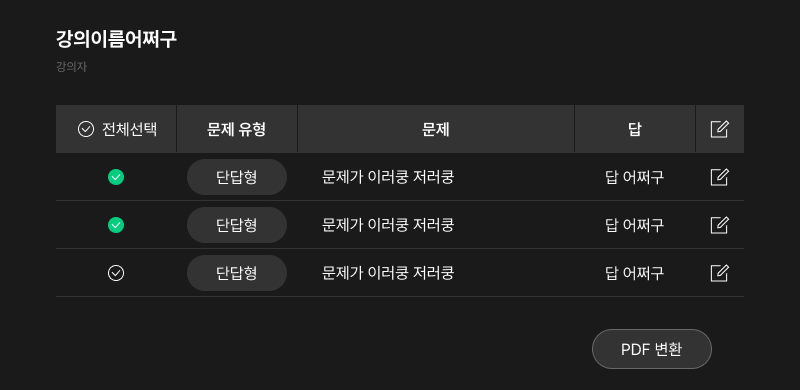 강의이름어쩌구
강의자
전체선택 문제 유형 문제 답
단답형 문제가 이러쿵 저러쿵 답 어쩌구
단답형 문제가 이러쿵 저러쿵 답 어쩌구
단답형 문제가 이러쿵 저러쿵 답 어쩌구
PDF 변환